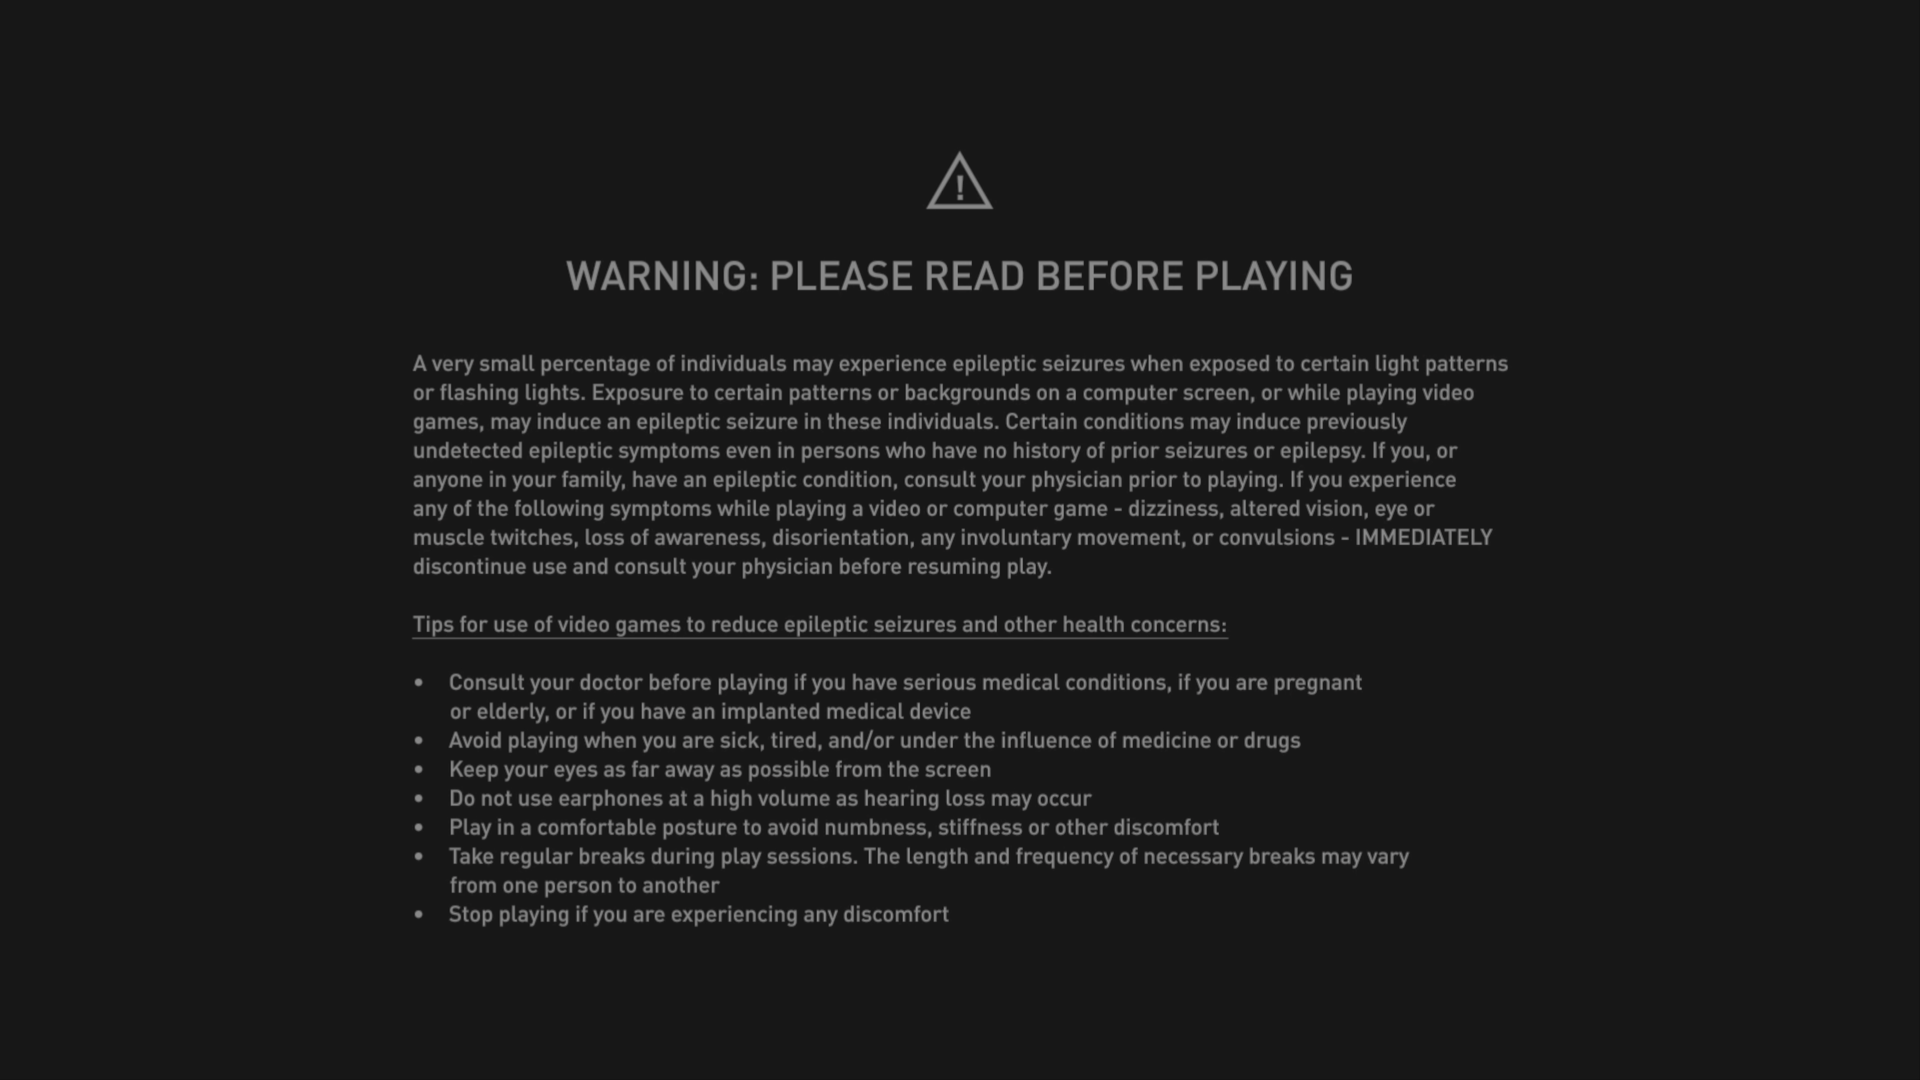 !
WARNING: PLEASE READ BEFORE PLAYING
A very small percentage of individuals may experience epileptic seizures when exposed to certain light patterns
or flashing lights. Exposure to certain patterns or backgrounds on a computer screen, or while playing video
games, may induce an epileptic seizure in these individuals. Certain conditions may induce previously
undetected epileptic symptoms even in persons who have no history of prior seizures or epilepsy. If you, or
anyone in your family, have an epileptic condition, consult your physician prior to playing. If you experience
any of the following symptoms while playing a video or computer game - dizziness, altered vision, eye or
muscle twitches, loss of awareness, disorientation, any involuntary movement, or convulsions - IMMEDIATELY
discontinue use and consult your physician before resuming play.
Tips for use of video games to reduce epileptic seizures and other health concerns:
• Consult your doctor before playing if you have serious medical conditions, if you are pregnant
or elderly, or if you have an implanted medical device
• Avoid playing when you are sick, tired, and/or under the influence of medicine or drugs
• Keep your eyes as far away as possible from the screen
• Do not use earphones at a high volume as hearing loss may occur
• Play in a comfortable posture to avoid numbness, stiffness or other discomfort
• Take regular breaks during play sessions. The length and frequency of necessary breaks may vary
from one person to another
• Stop playing if you are experiencing any discomfort